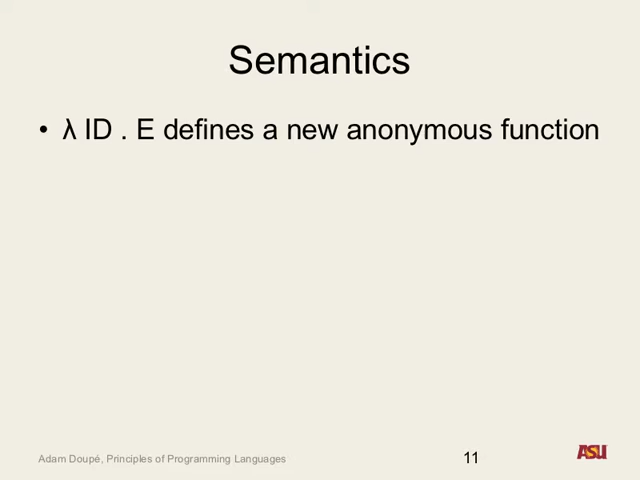 Semantics
• λ ID . E defines a new anonymous function
Adam Doupé, Principles of Programming Languages
11
ASU